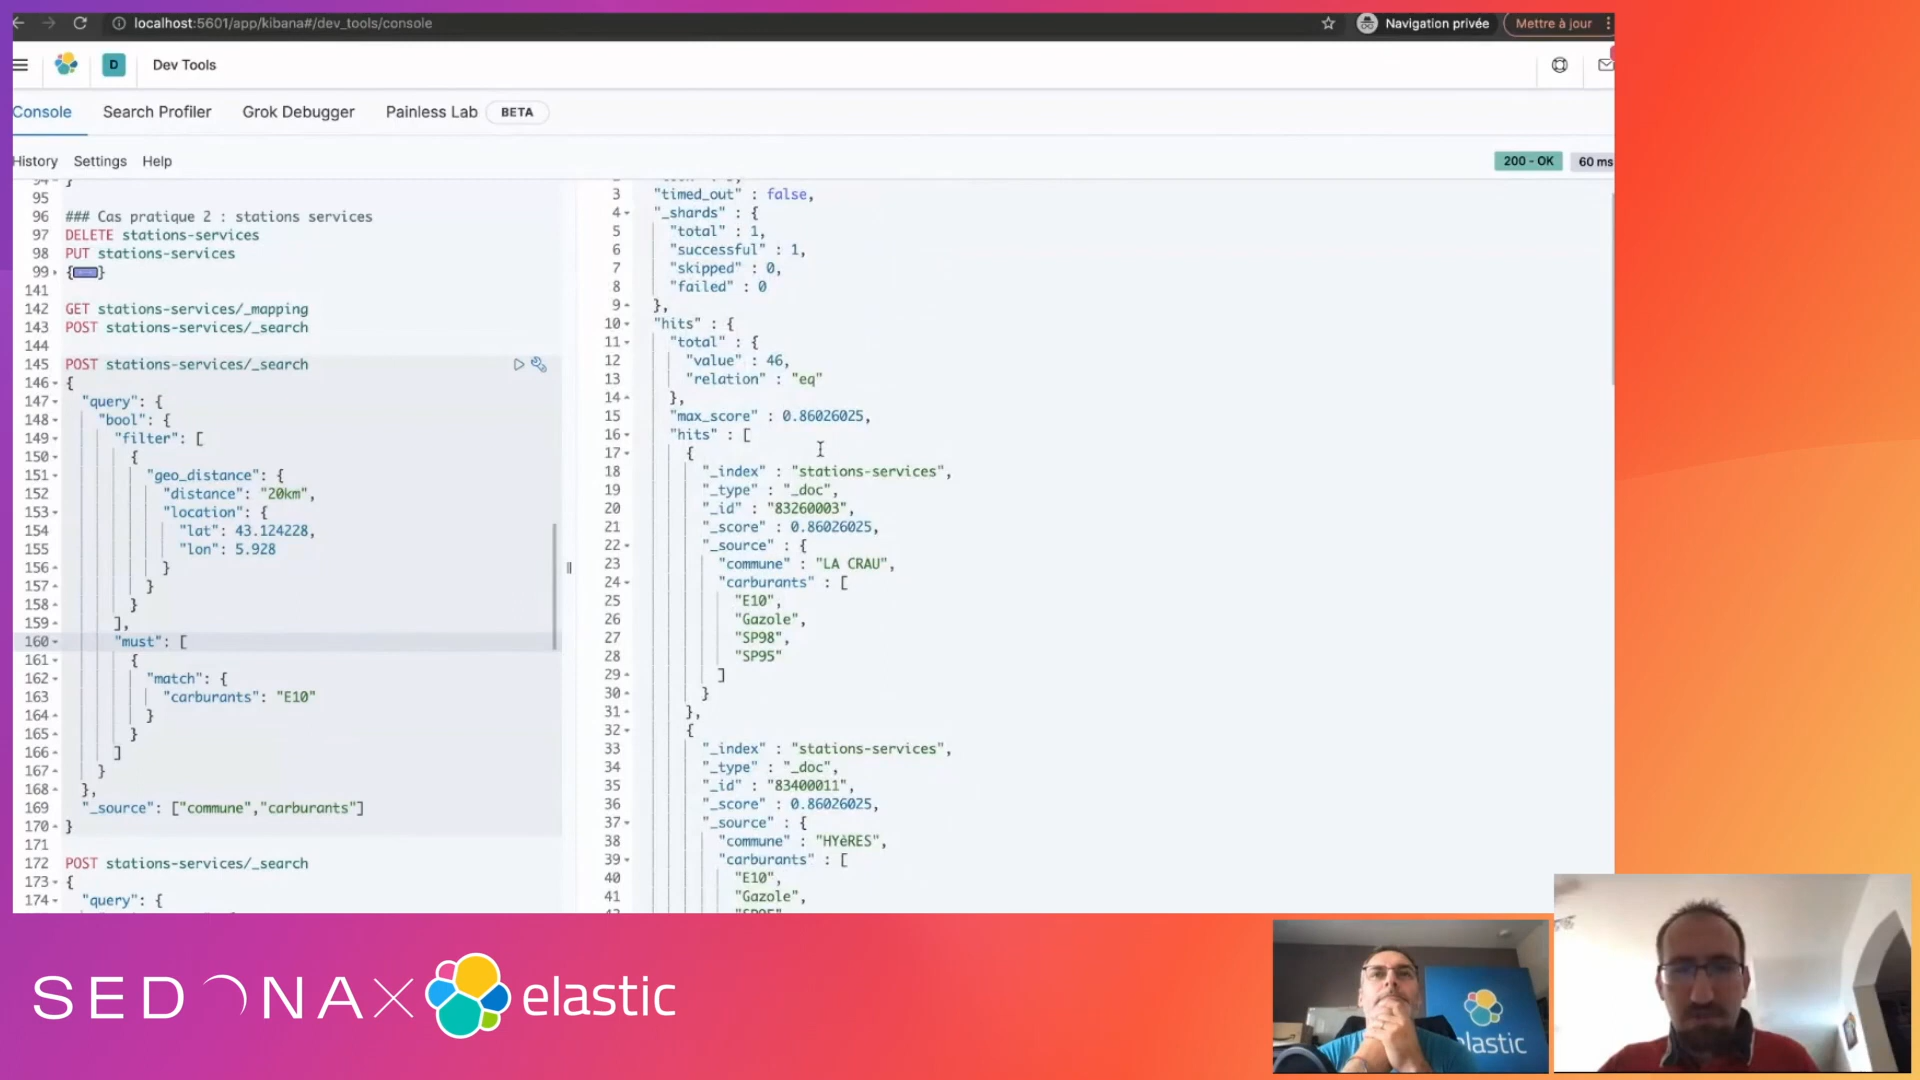 localhost:5601/app/kibana#/dev_tools/console
Navigation privée
Mettre à jour
D
Dev Tools
Console
Search Profiler
Grok Debugger
Painless Lab
BETA
History
Settings
Help
200 - OK
60 ms
94 }
95
96 ### Cas pratique 2 : stations services
97 DELETE stations-services
98 PUT stations-services
99 {}
141
142 GET stations-services/_mapping
143 POST stations-services/_search
144
145 POST stations-services/_search
146 {
147 "query": {
148 "bool": {
149 "filter": [
150 {
151 "geo_distance": {
152 "distance": "20km",
153 "location": {
154 "lat": 43.124228,
155 "lon": 5.928
156 }
157 }
158 }
159 ],
160 "must": [
161 {
162 "match": {
163 "carburants": "E10"
164 }
165 }
166 ]
167 }
168 },
169 "_source": ["commune","carburants"]
170 }
171
172 POST stations-services/_search
173 {
174 "query": {
3 "timed_out" : false,
4 "_shards" : {
5 "total" : 1,
6 "successful" : 1,
7 "skipped" : 0,
8 "failed" : 0
9 },
10 "hits" : {
11 "total" : {
12 "value" : 46,
13 "relation" : "eq"
14 },
15 "max_score" : 0.86026025,
16 "hits" : [
17 {
18 "_index" : "stations-services",
19 "_type" : "_doc",
20 "_id" : "83260003",
21 "_score" : 0.86026025,
22 "_source" : {
23 "commune" : "LA CRAU",
24 "carburants" : [
25 "E10",
26 "Gazole",
27 "SP98",
28 "SP95"
29 ]
30 }
31 },
32 {
33 "_index" : "stations-services",
34 "_type" : "_doc",
35 "_id" : "83400011",
36 "_score" : 0.86026025,
37 "_source" : {
38 "commune" : "HYèRES",
39 "carburants" : [
40 "E10",
41 "Gazole",
SEDONA X elastic
elastic